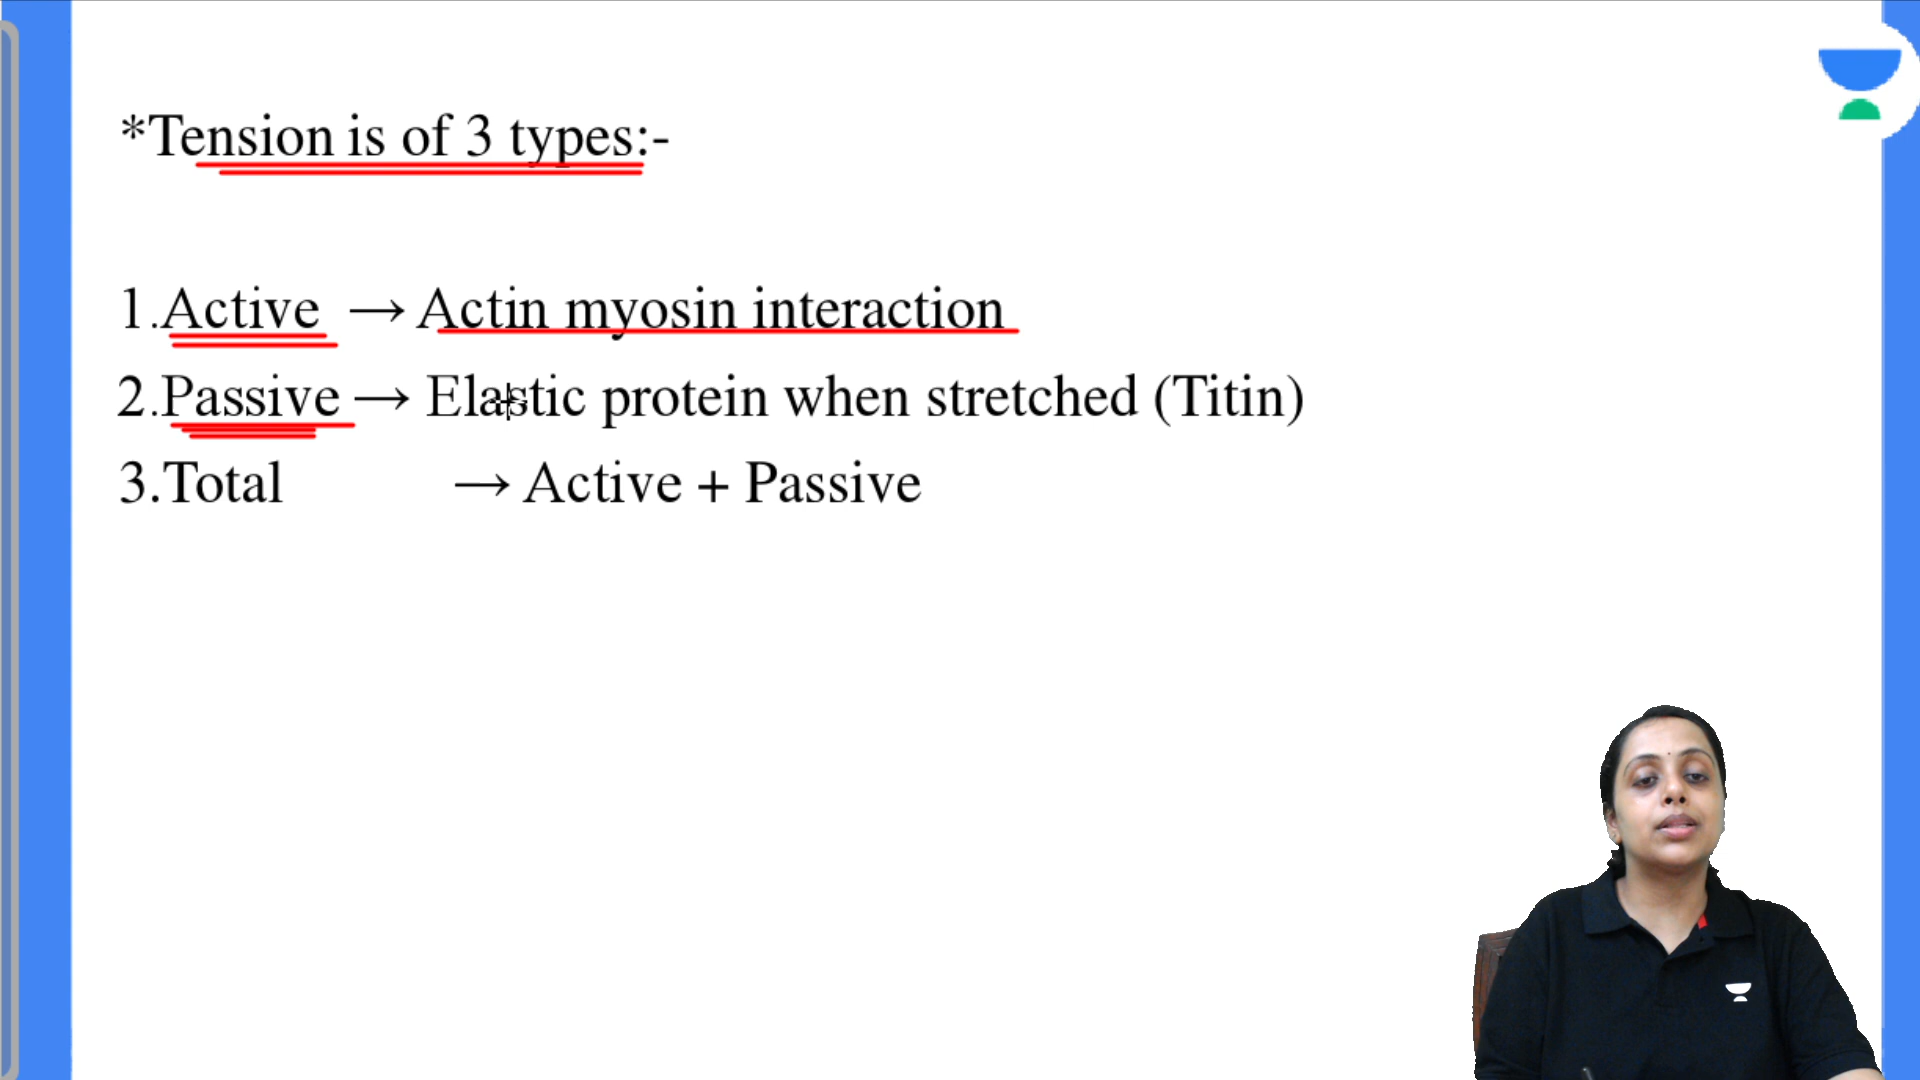 *Tension is of 3 types:-
1.Active → Actin myosin interaction
2.Passive → Elastic protein when stretched (Titin)
3.Total → Active + Passive